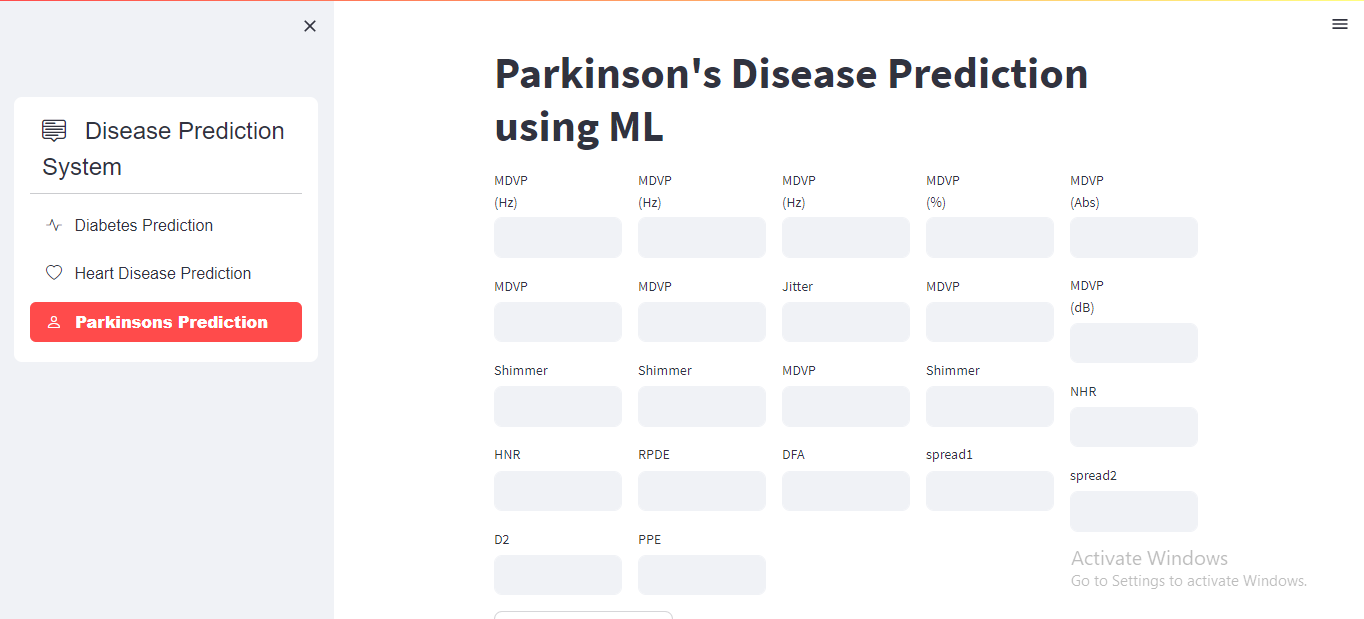 Disease Prediction
System
Diabetes Prediction
Heart Disease Prediction
Parkinsons Prediction
Parkinson's Disease Prediction
using ML
MDVP MDVP MDVP MDVP MDVP
(Hz) (Hz) (Hz) (%) (Abs)
MDVP MDVP Jitter MDVP MDVP
(dB)
Shimmer Shimmer MDVP Shimmer NHR
HNR RPDE DFA spread1 spread2
D2 PPE
Activate Windows
Go to Settings to activate Windows.